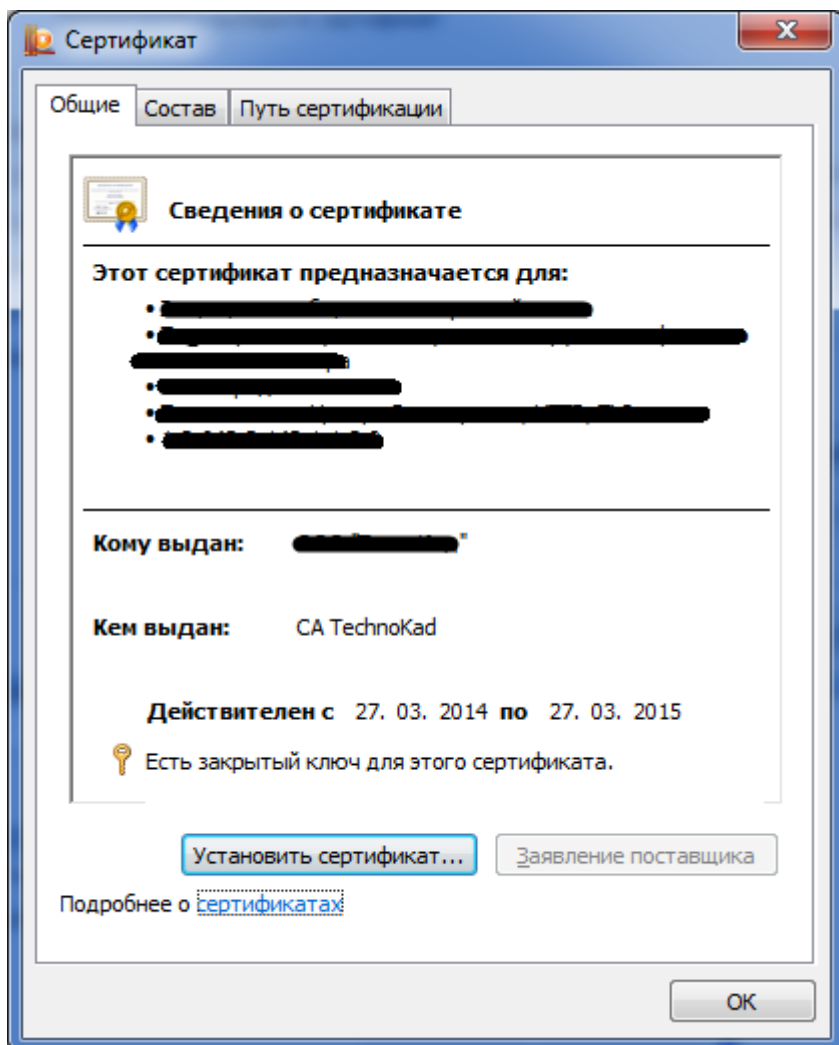 Сертификат
Общие Состав Путь сертификации
Сведения о сертификате
Этот сертификат предназначается для:
Кому выдан:
Кем выдан: CA TechnoKad
Действителен с 27. 03. 2014 по 27. 03. 2015
Есть закрытый ключ для этого сертификата.
Установить сертификат... Заявление поставщика
Подробнее о сертификатах
ОК